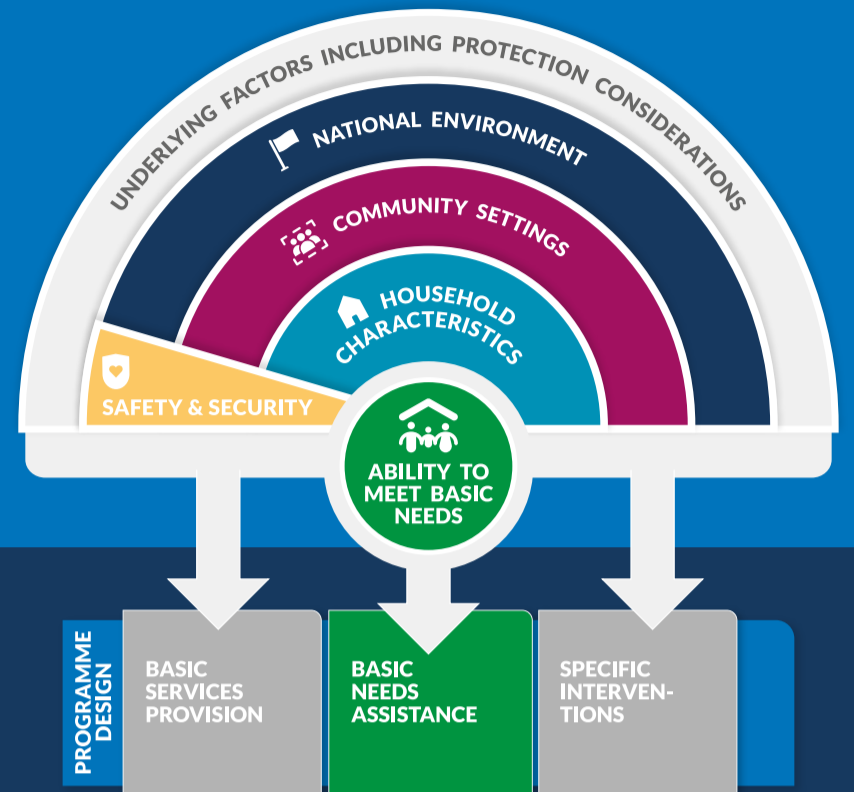 UNDERLYING FACTORS INCLUDING PROTECTION CONSIDERATIONS
NATIONAL ENVIRONMENT
COMMUNITY SETTINGS
HOUSEHOLD
CHARACTERISTICS
SAFETY & SECURITY
ABILITY TO
MEET BASIC
NEEDS
PROGRAMME
DESIGN
BASIC
SERVICES
PROVISION
BASIC
NEEDS
ASSISTANCE
SPECIFIC
INTERVEN-
TIONS